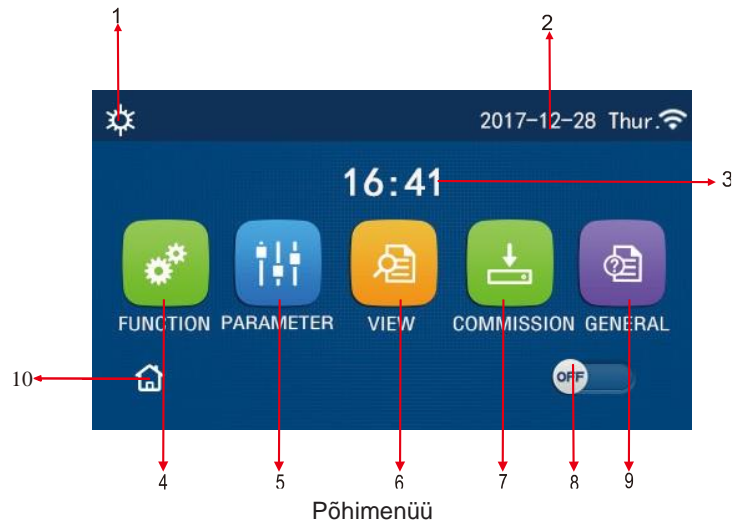 1
2
2017-12-28 Thur.
16:41
3
FUNCTION PARAMETER VIEW COMMISSION GENERAL
10
OFF
4 5 6 7 8 9
Põhimenüü